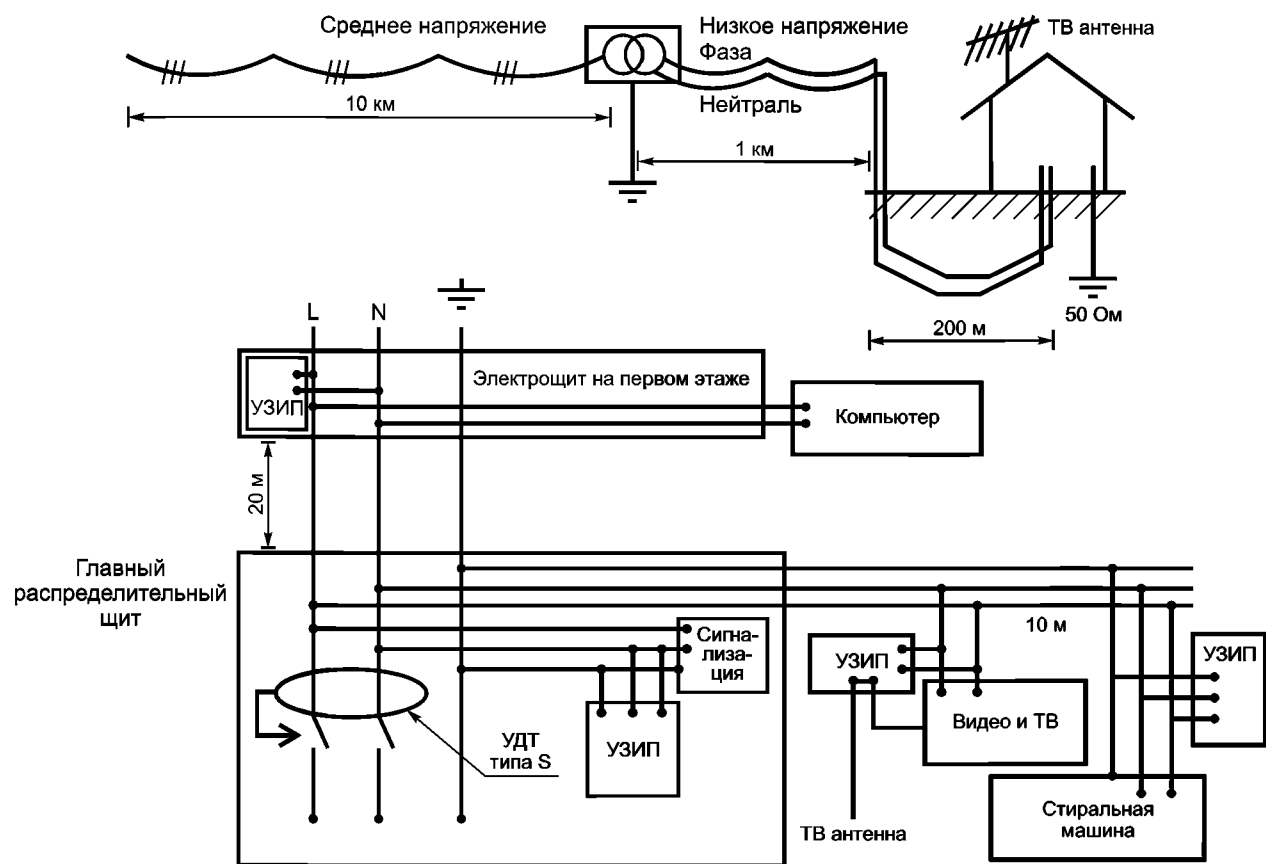 Среднее напряжение
Низкое напряжение
Фаза
ТВ антенна
10 км
Нейтраль
1 км
50 Ом
200 м
L
N
УЗИП
Электрощит на первом этаже
Компьютер
20 м
Главный
распределительный
щит
10 м
Сигна-
лиза-
ция
УЗИП
УЗИП
Видео и ТВ
УДТ
типа S
УЗИП
Стиральная
машина
ТВ антенна